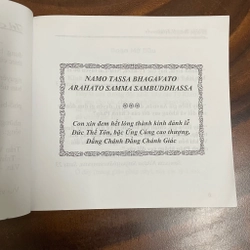 NAMO TASSA BHAGAVATO
ARAHATO SAMMA SAMBUDDHASSA
Con xin đem hết lòng thành kính đảnh lễ
Đức Thế Tôn, bậc Ứng Cúng cao thượng,
Đấng Chánh Đẳng Chánh Giác